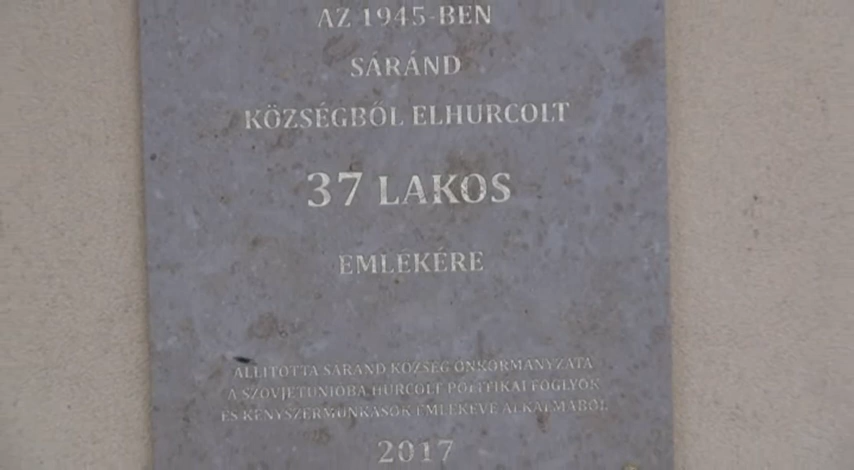 AZ 1945-BEN
SÁRÁND
KÖZSÉGBŐL ELHURCOLT
37 LAKOS
EMLÉKÉRE
ÁLLÍTOTTA SÁRÁND KÖZSÉG ÖNKORMÁNYZATA
A SZOVJETUNIÓBA HURCOLT POLITIKAI FOGLYOK
ÉS KÉNYSZERMUNKÁSOK EMLÉKÉVE ALKALMÁBÓL
2017